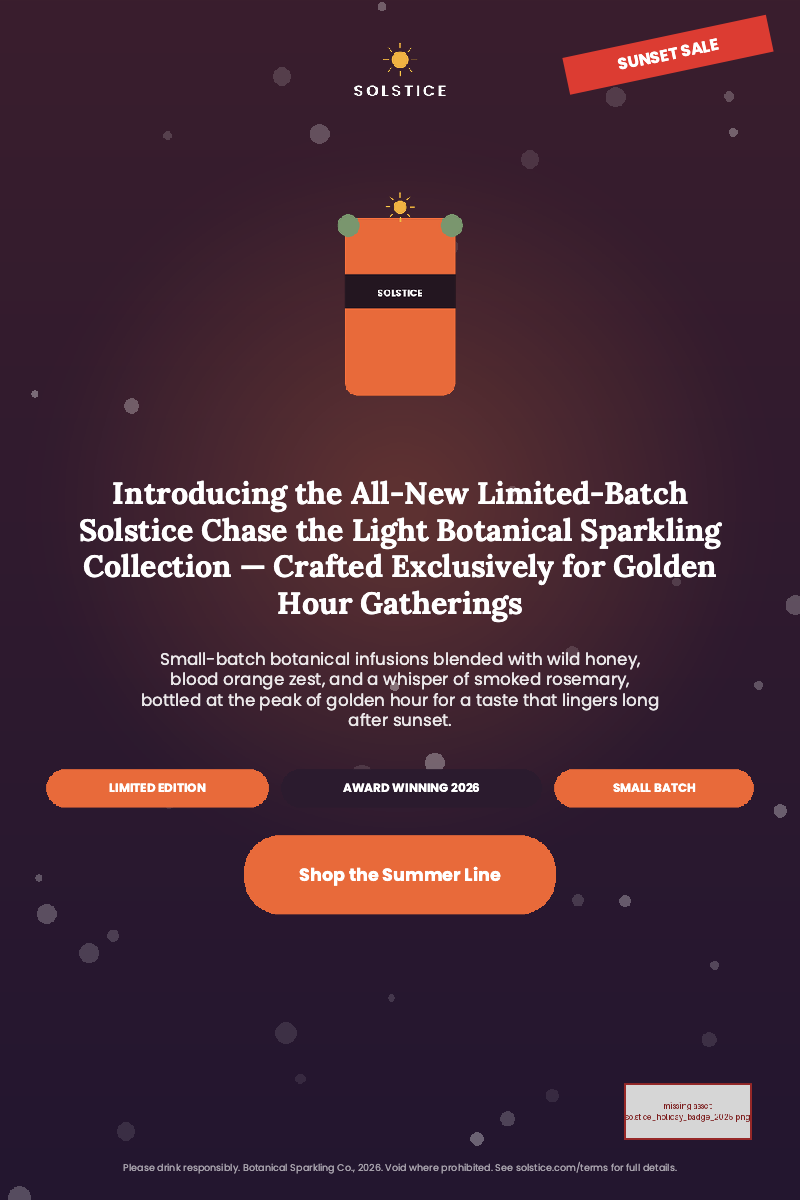 SUNSET SALE
SOLSTICE
SOLSTICE
Introducing the All-New Limited-Batch
Solstice Chase the Light Botanical Sparkling
Collection — Crafted Exclusively for Golden
Hour Gatherings
Small-batch botanical infusions blended with wild honey,
blood orange zest, and a whisper of smoked rosemary,
bottled at the peak of golden hour for a taste that lingers long
after sunset.
LIMITED EDITION
AWARD WINNING 2026
SMALL BATCH
Shop the Summer Line
missing asset
solstice_holiday_badge_2025.png
Please drink responsibly. Botanical Sparkling Co., 2026. Void where prohibited. See solstice.com/terms for full details.